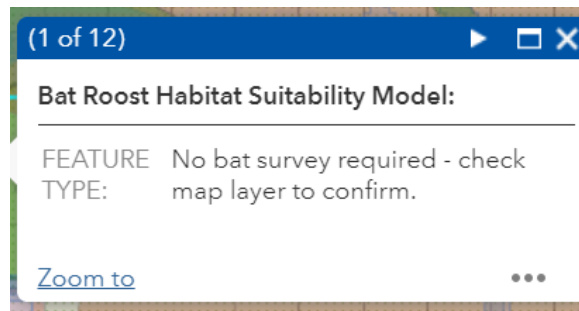 (1 of 12)
Bat Roost Habitat Suitability Model:
FEATURE No bat survey required - check
TYPE: map layer to confirm.
Zoom to